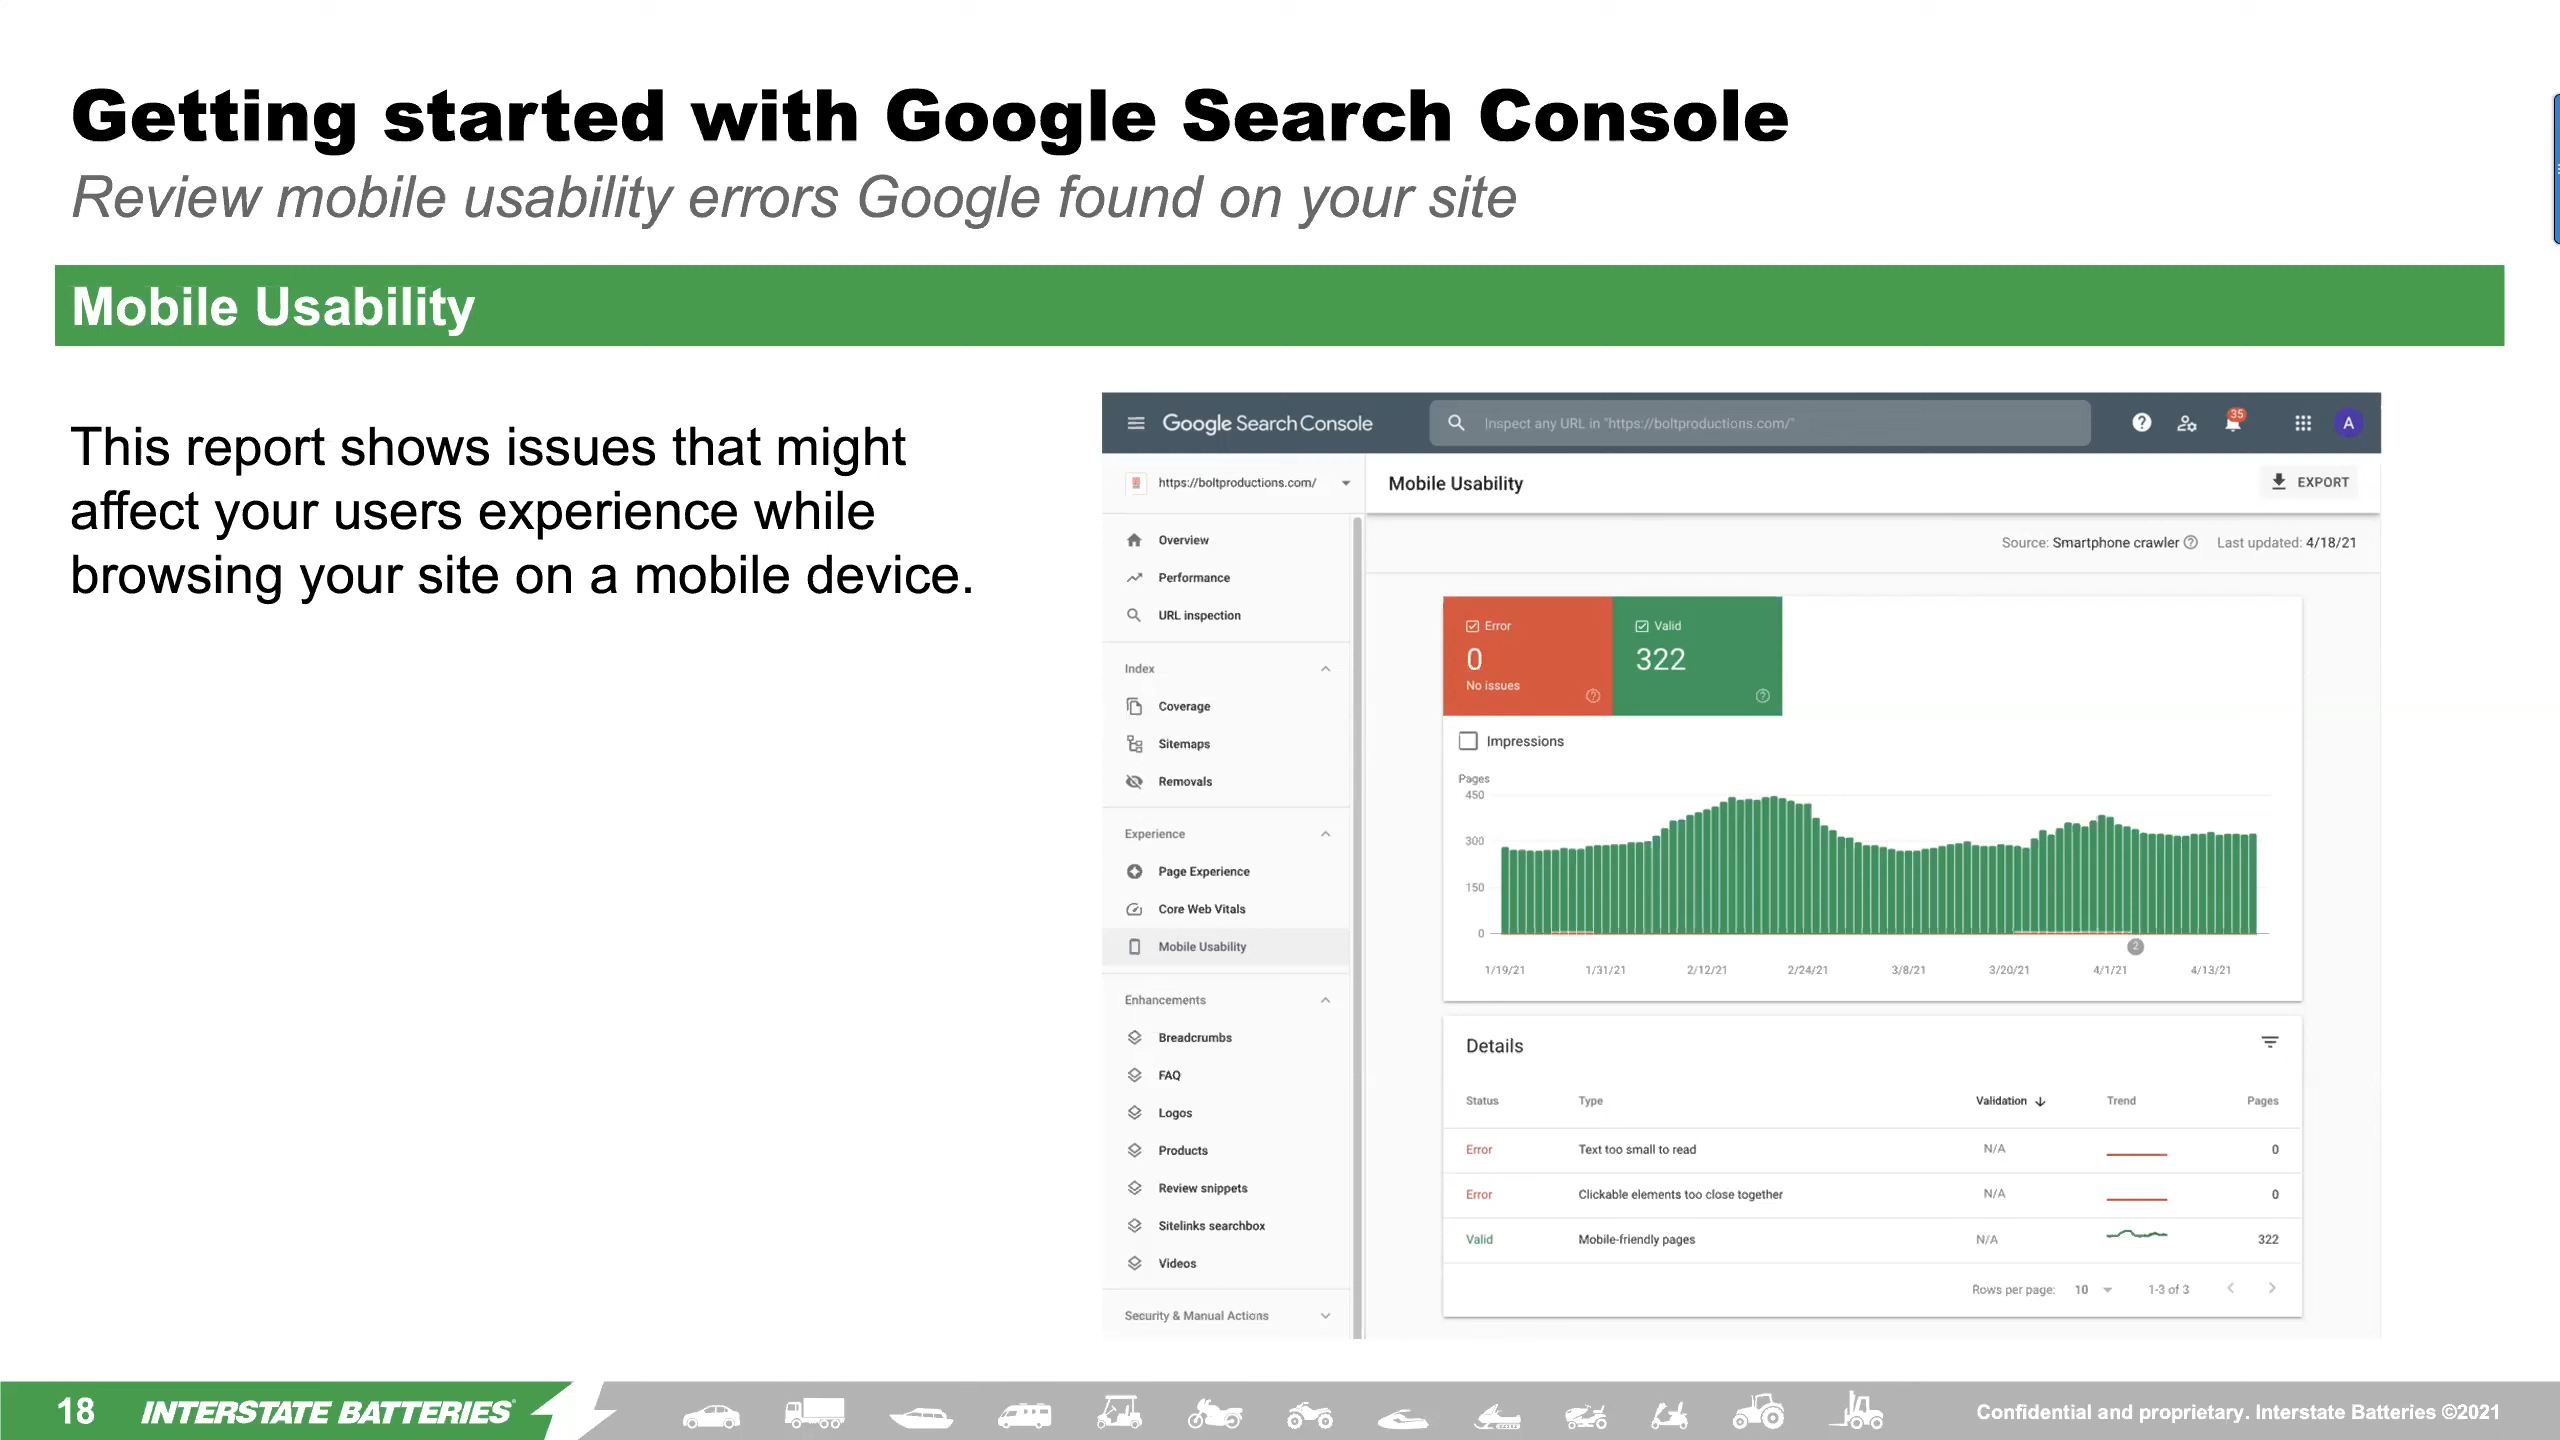 Getting started with Google Search Console
Review mobile usability errors Google found on your site
Mobile Usability
This report shows issues that might
affect your users experience while
browsing your site on a mobile device.
Google Search Console
Inspect any URL in "https://boltproductions.com/"
35
A
https://boltproductions.com/
Mobile Usability
EXPORT
Source: Smartphone crawler
Last updated: 4/18/21
Overview
Performance
URL inspection
Index
Coverage
Sitemaps
Removals
Experience
Page Experience
Core Web Vitals
Mobile Usability
Enhancements
Breadcrumbs
FAQ
Logos
Products
Review snippets
Sitelinks searchbox
Videos
Security & Manual Actions
Error
0
No issues
Valid
322
Impressions
Pages
450
300
150
0
2
1/19/21 1/31/21 2/12/21 2/24/21 3/8/21 3/20/21 4/1/21 4/13/21
Details
Status Type Validation Trend Pages
Error Text too small to read N/A 0
Error Clickable elements too close together N/A 0
Valid Mobile-friendly pages N/A 322
Rows per page: 10 1-3 of 3
18 INTERSTATE BATTERIES
Confidential and proprietary. Interstate Batteries ©2021